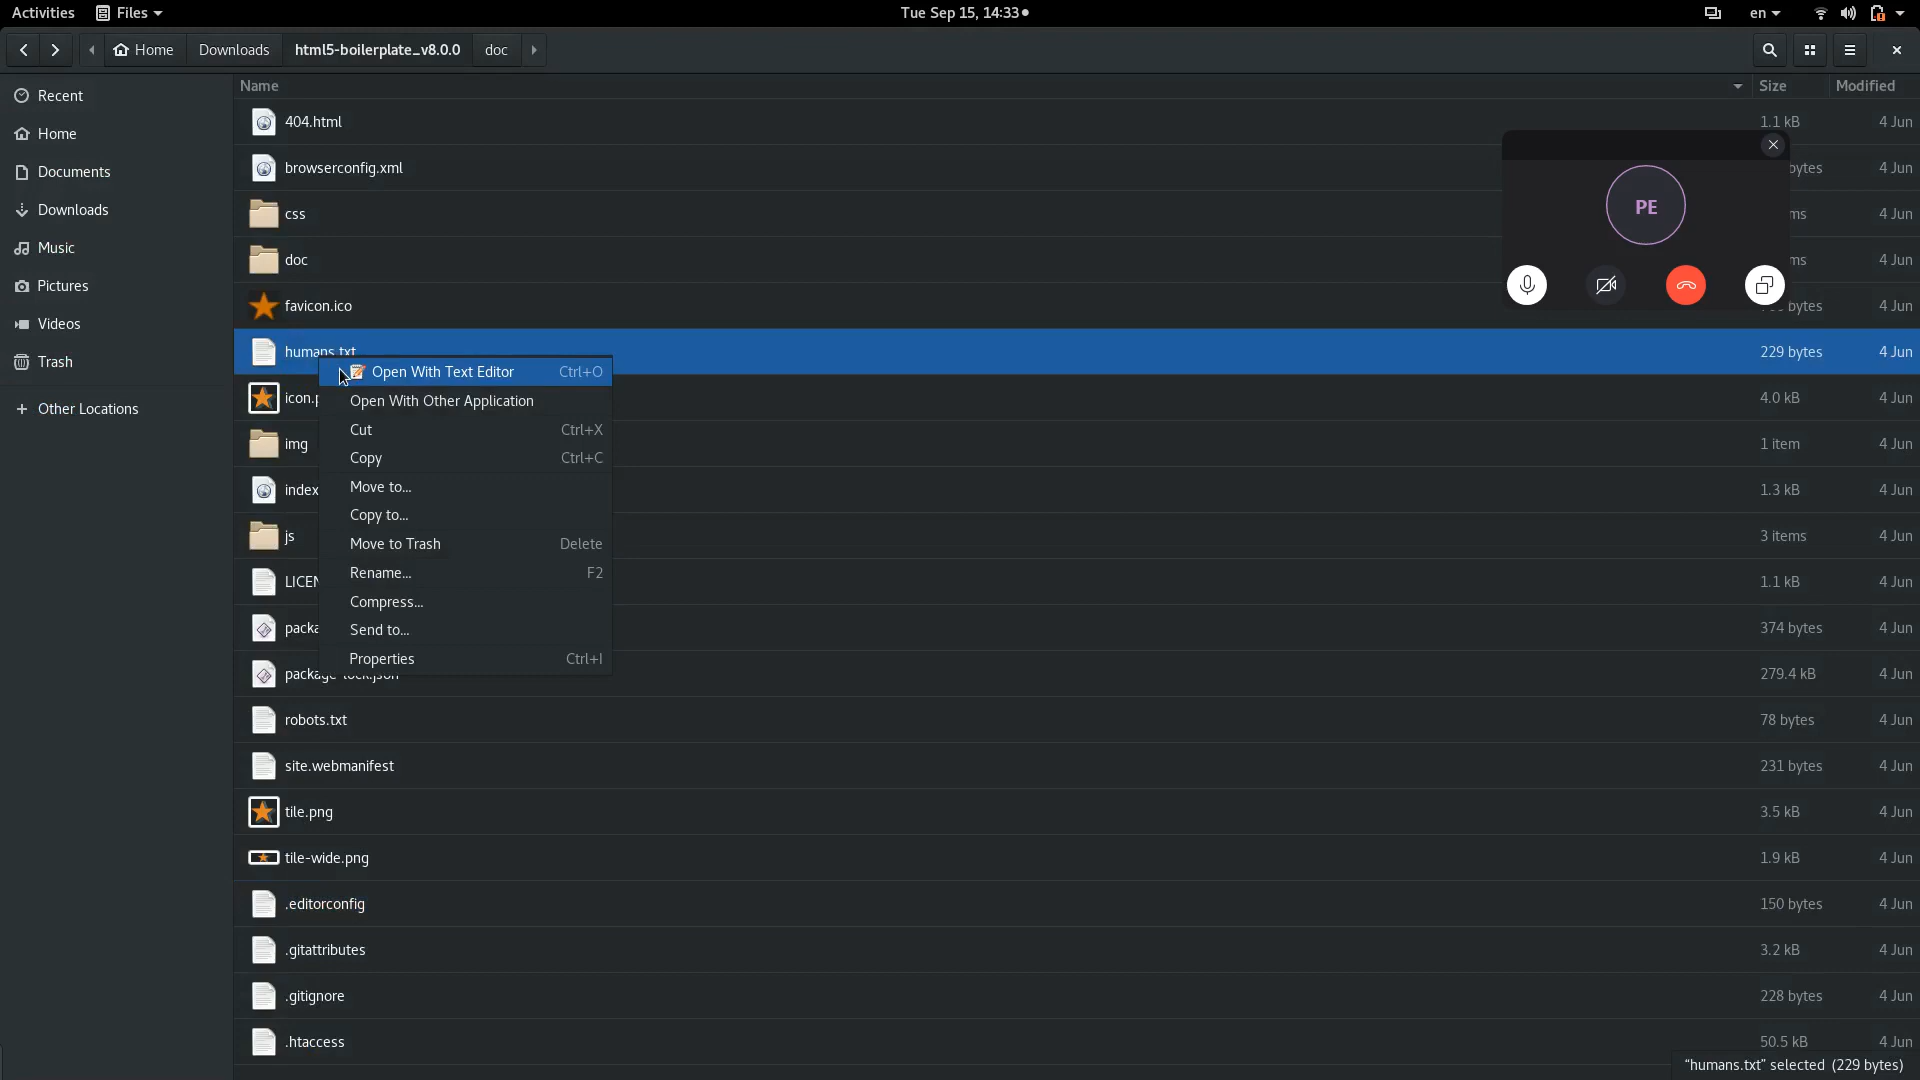 Activities Files Tue Sep 15, 14:33 en
Home Downloads html5-boilerplate_v8.0.0 doc
Name Size Modified
Recent
Home
Documents
Downloads
Music
Pictures
Videos
Trash
Other Locations
404.html 1.1 kB 4 Jun
browserconfig.xml bytes 4 Jun
css ms 4 Jun
doc ms 4 Jun
favicon.ico bytes 4 Jun
humans.txt 229 bytes 4 Jun
icon.p 4.0 kB 4 Jun
img 1 item 4 Jun
index 1.3 kB 4 Jun
js 3 items 4 Jun
LICEN 1.1 kB 4 Jun
packa 374 bytes 4 Jun
package-lock.json 279.4 kB 4 Jun
robots.txt 78 bytes 4 Jun
site.webmanifest 231 bytes 4 Jun
tile.png 3.5 kB 4 Jun
tile-wide.png 1.9 kB 4 Jun
.editorconfig 150 bytes 4 Jun
.gitattributes 3.2 kB 4 Jun
.gitignore 228 bytes 4 Jun
.htaccess 50.5 kB 4 Jun
Open With Text Editor Ctrl+O
Open With Other Application
Cut Ctrl+X
Copy Ctrl+C
Move to...
Copy to...
Move to Trash Delete
Rename... F2
Compress...
Send to...
Properties Ctrl+I
PE
“humans.txt” selected (229 bytes)